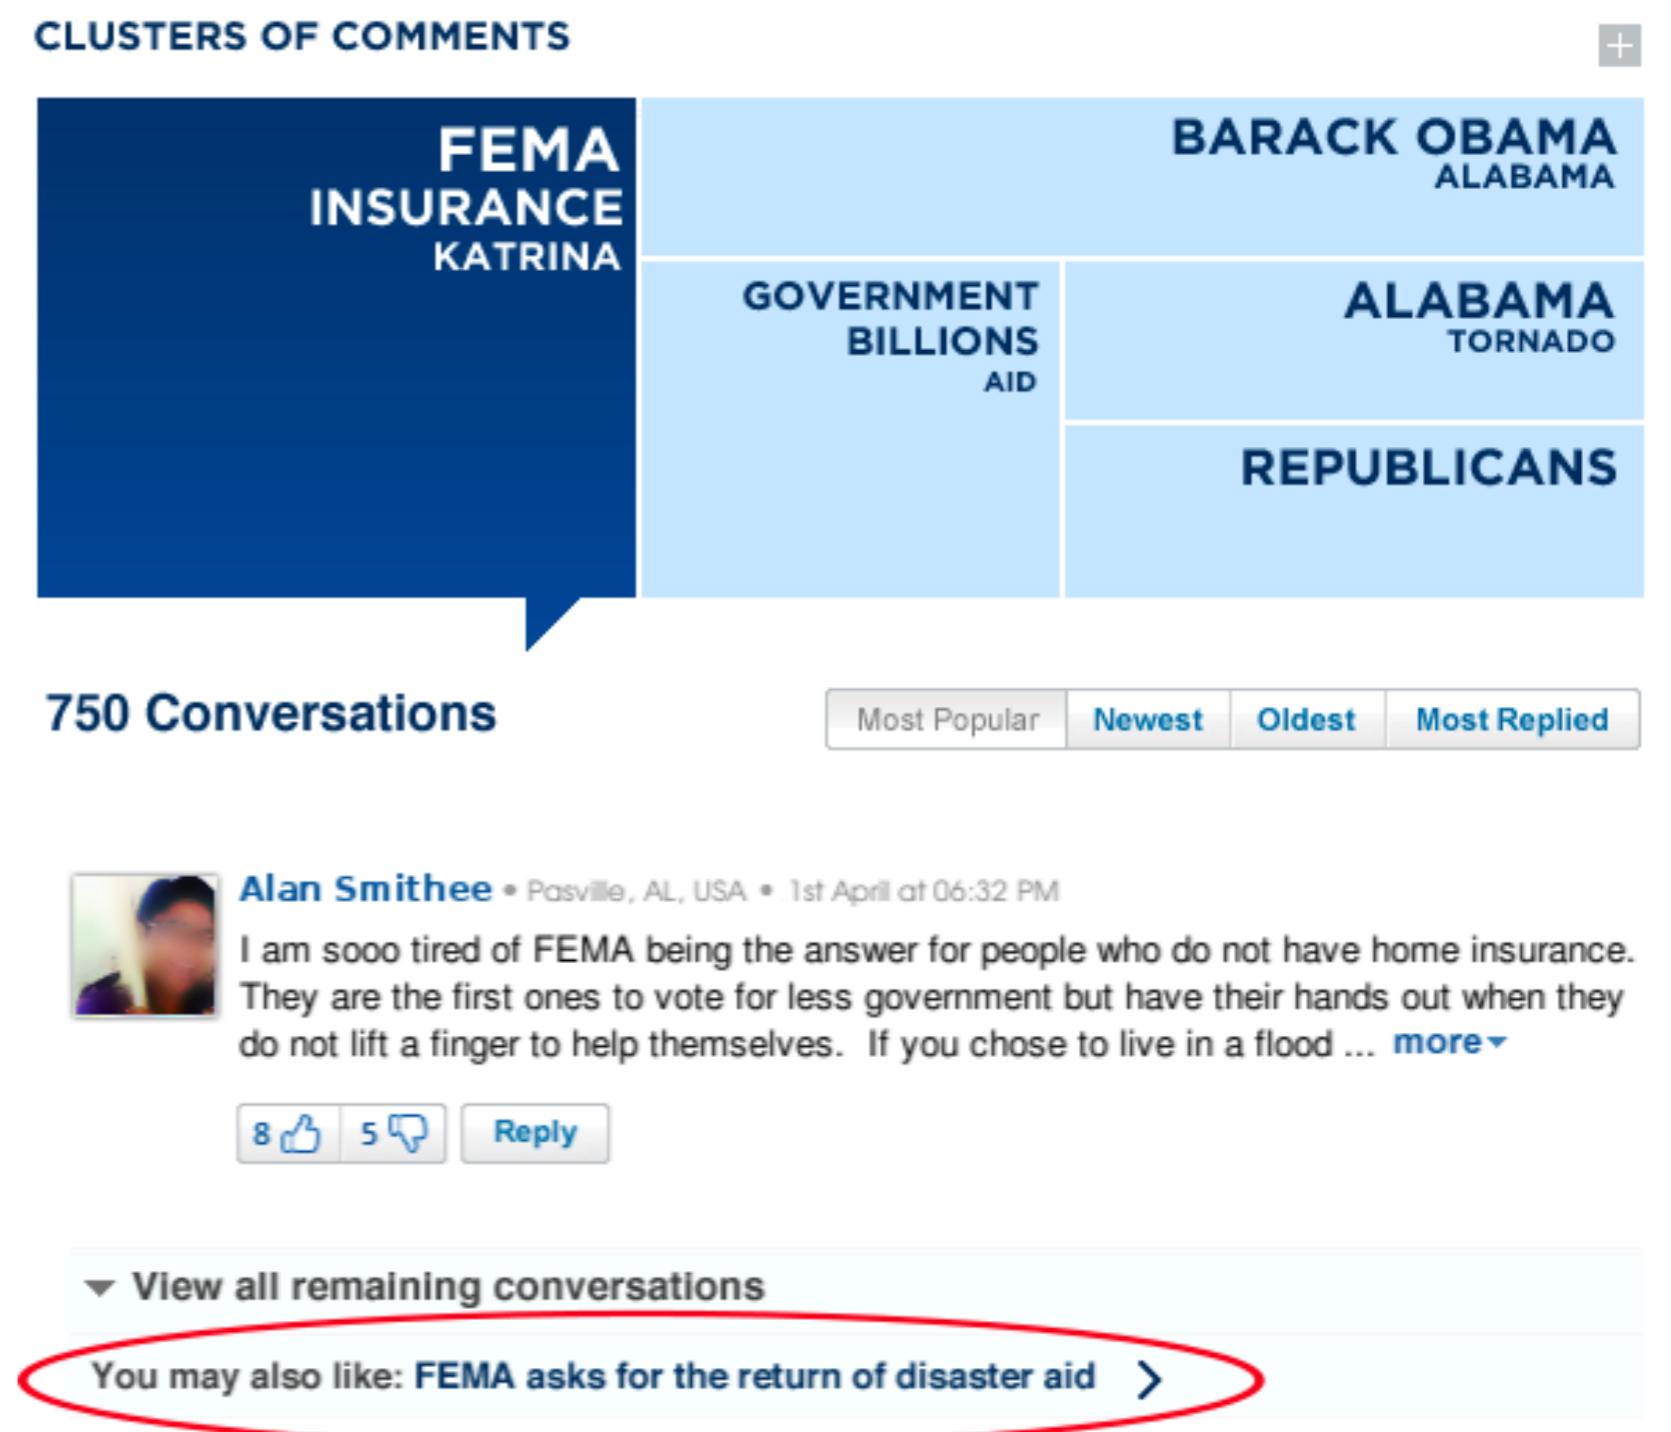 CLUSTERS OF COMMENTS
FEMA
INSURANCE
KATRINA
BARACK OBAMA
ALABAMA
GOVERNMENT
BILLIONS
AID
ALABAMA
TORNADO
REPUBLICANS
750 Conversations
Most Popular Newest Oldest Most Replied
Alan Smithee • Pasville, AL, USA • 1st April at 06:32 PM
I am sooo tired of FEMA being the answer for people who do not have home insurance.
They are the first ones to vote for less government but have their hands out when they
do not lift a finger to help themselves. If you chose to live in a flood ... more
8 5 Reply
View all remaining conversations
You may also like: FEMA asks for the return of disaster aid